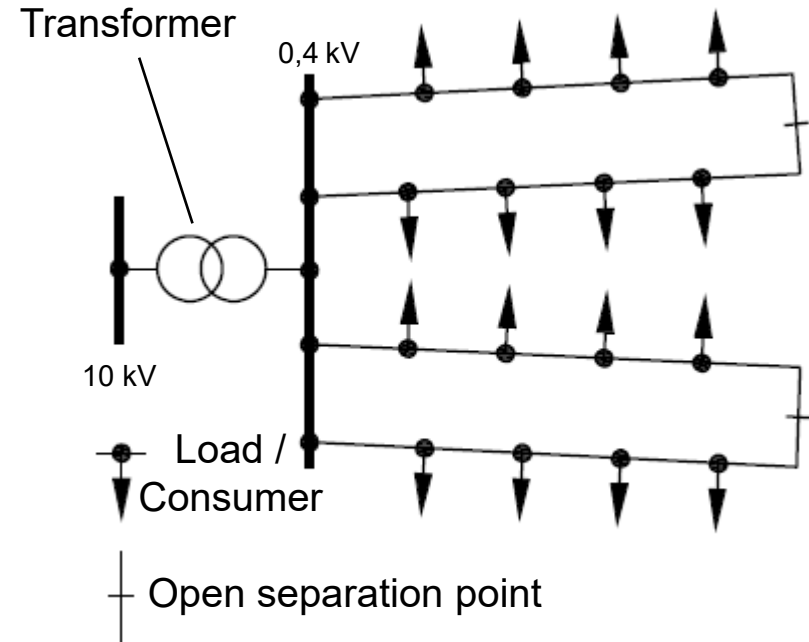 Transformer
0,4 kV
10 kV
Load /
Consumer
Open separation point